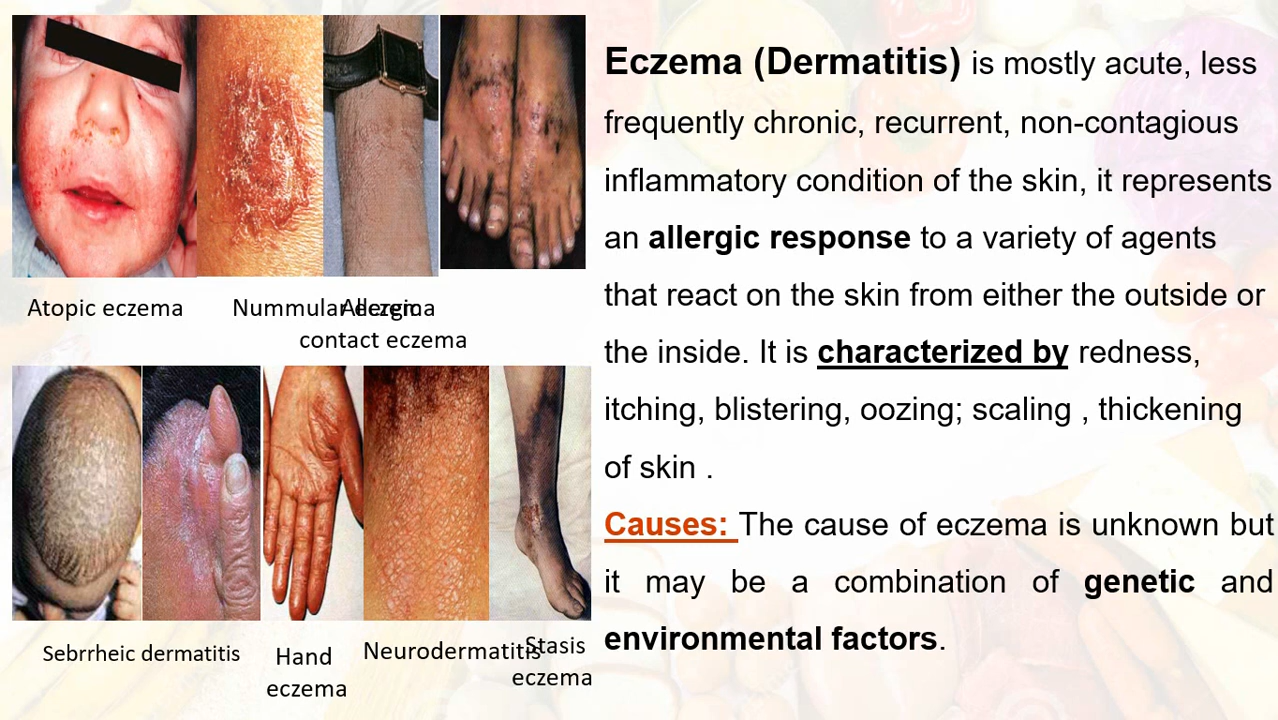 Eczema (Dermatitis) is mostly acute, less
frequently chronic, recurrent, non-contagious
inflammatory condition of the skin, it represents
an allergic response to a variety of agents
that react on the skin from either the outside or
the inside. It is characterized by redness,
itching, blistering, oozing; scaling , thickening
of skin .
Causes: The cause of eczema is unknown but
it may be a combination of genetic and
environmental factors.
Atopic eczema
Nummular eczema
Allergic
contact eczema
Sebrrheic dermatitis
Hand
eczema
Neurodermatitis
Stasis
eczema